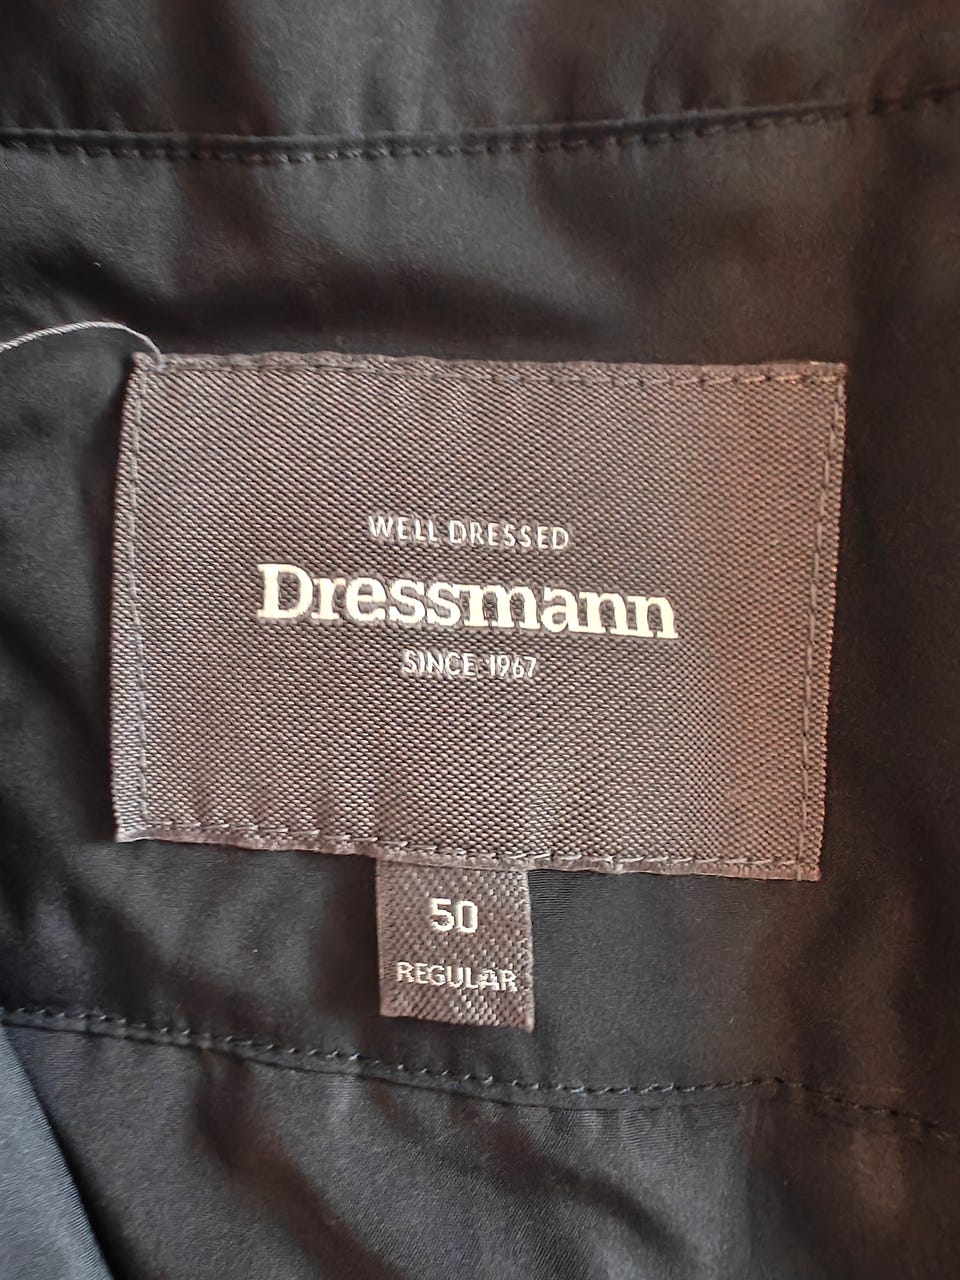 WELL DRESSED
Dressmann
SINCE 1967
50
REGULAR